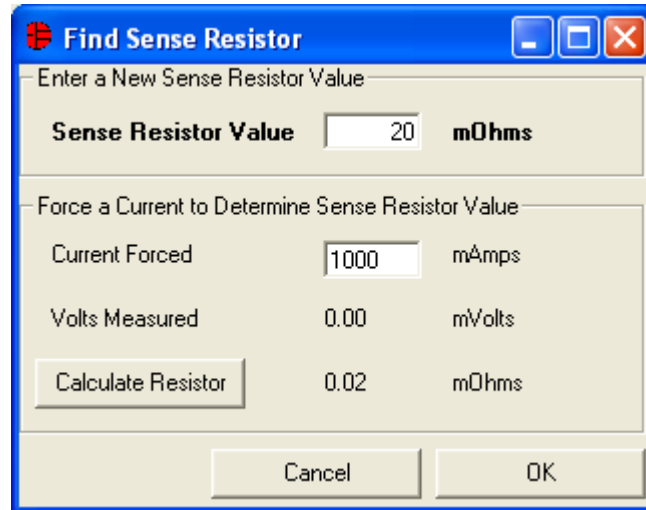 Find Sense Resistor
Enter a New Sense Resistor Value
Sense Resistor Value 20 mOhms
Force a Current to Determine Sense Resistor Value
Current Forced 1000 mAmps
Volts Measured 0.00 mVolts
Calculate Resistor 0.02 mOhms
Cancel OK